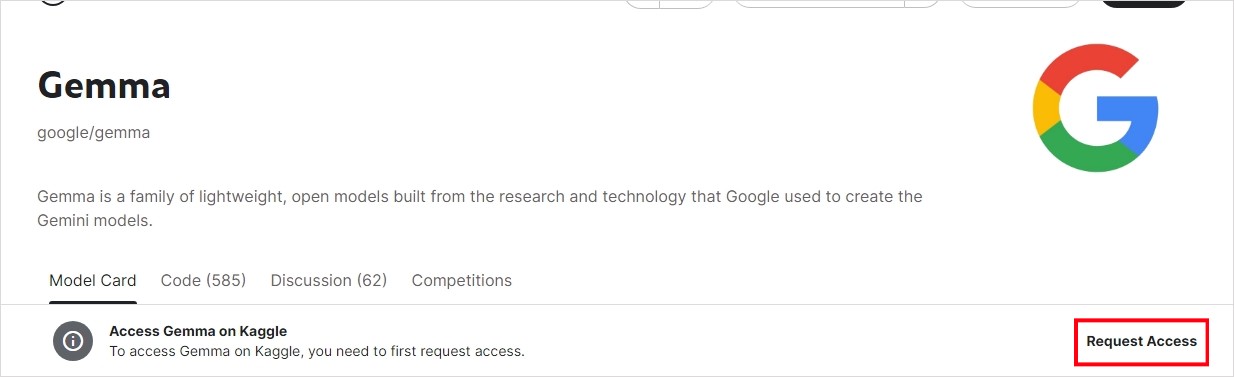 Gemma
google/gemma
Gemma is a family of lightweight, open models built from the research and technology that Google used to create the
Gemini models.
Model Card Code (585) Discussion (62) Competitions
Access Gemma on Kaggle
To access Gemma on Kaggle, you need to first request access.
Request Access